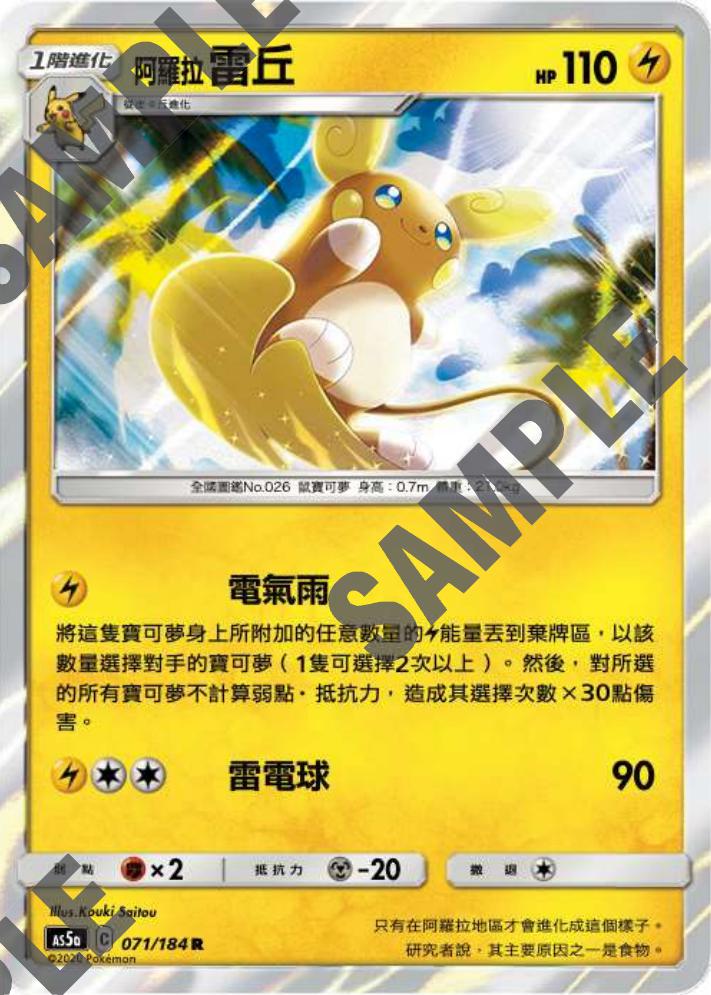 SAMPLE
1階進化
阿羅拉 雷丘
HP 110
從皮卡丘進化
全國圖鑑No.026 鼠寶可夢 身高：0.7m 體重：21.0kg
電氣雨
將這隻寶可夢身上所附加的任意數量的能量丟到棄牌區，以該
數量選擇對手的寶可夢（1隻可選擇2次以上）。然後，對所選
的所有寶可夢不計算弱點・抵抗力，造成其選擇次數×30點傷
害。
雷電球 90
弱點 ×2 抵抗力 -20 撤退
SAMPLE
Illus.Kouki Saitou
AS5a C 071/184 R
©2020 Pokémon
只有在阿羅拉地區才會進化成這個樣子。
研究者說，其主要原因之一是食物。